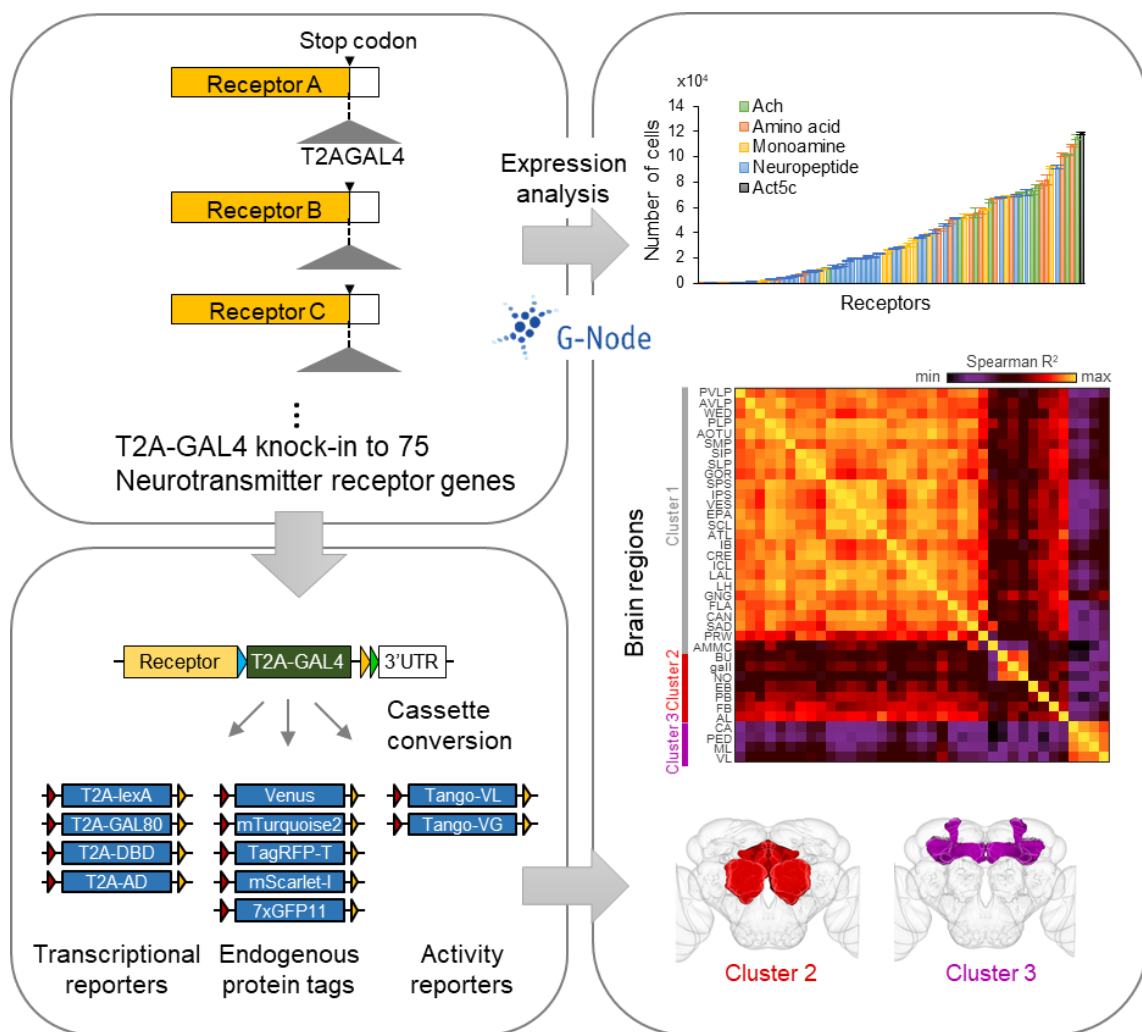 Stop codon
Receptor A
T2AGAL4
Receptor B
Receptor C
...
T2A-GAL4 knock-in to 75
Neurotransmitter receptor genes
Expression
analysis
G-Node
x10⁴
14
12
10
8
6
4
2
0
Number of cells
Ach
Amino acid
Monoamine
Neuropeptide
Act5c
Receptors
Spearman R²
min
max
Brain regions
Cluster 1
Cluster 2
Cluster 3
PVLP
AVLP
WED
PLP
AOTU
SMP
SIP
SLP
GOR
SPS
IPS
VES
EPA
SCL
ATL
IB
CRE
ICL
LAL
LH
GNG
FLA
CAN
SAD
PRW
AMMC
BU
gall
NO
EB
PB
FB
AL
CA
PED
ML
VL
Cluster 2
Cluster 3
Receptor
T2A-GAL4
3'UTR
Cassette
conversion
T2A-lexA
T2A-GAL80
T2A-DBD
T2A-AD
Transcriptional
reporters
Venus
mTurquoise2
TagRFP-T
mScarlet-I
7xGFP11
Endogenous
protein tags
Tango-VL
Tango-VG
Activity
reporters